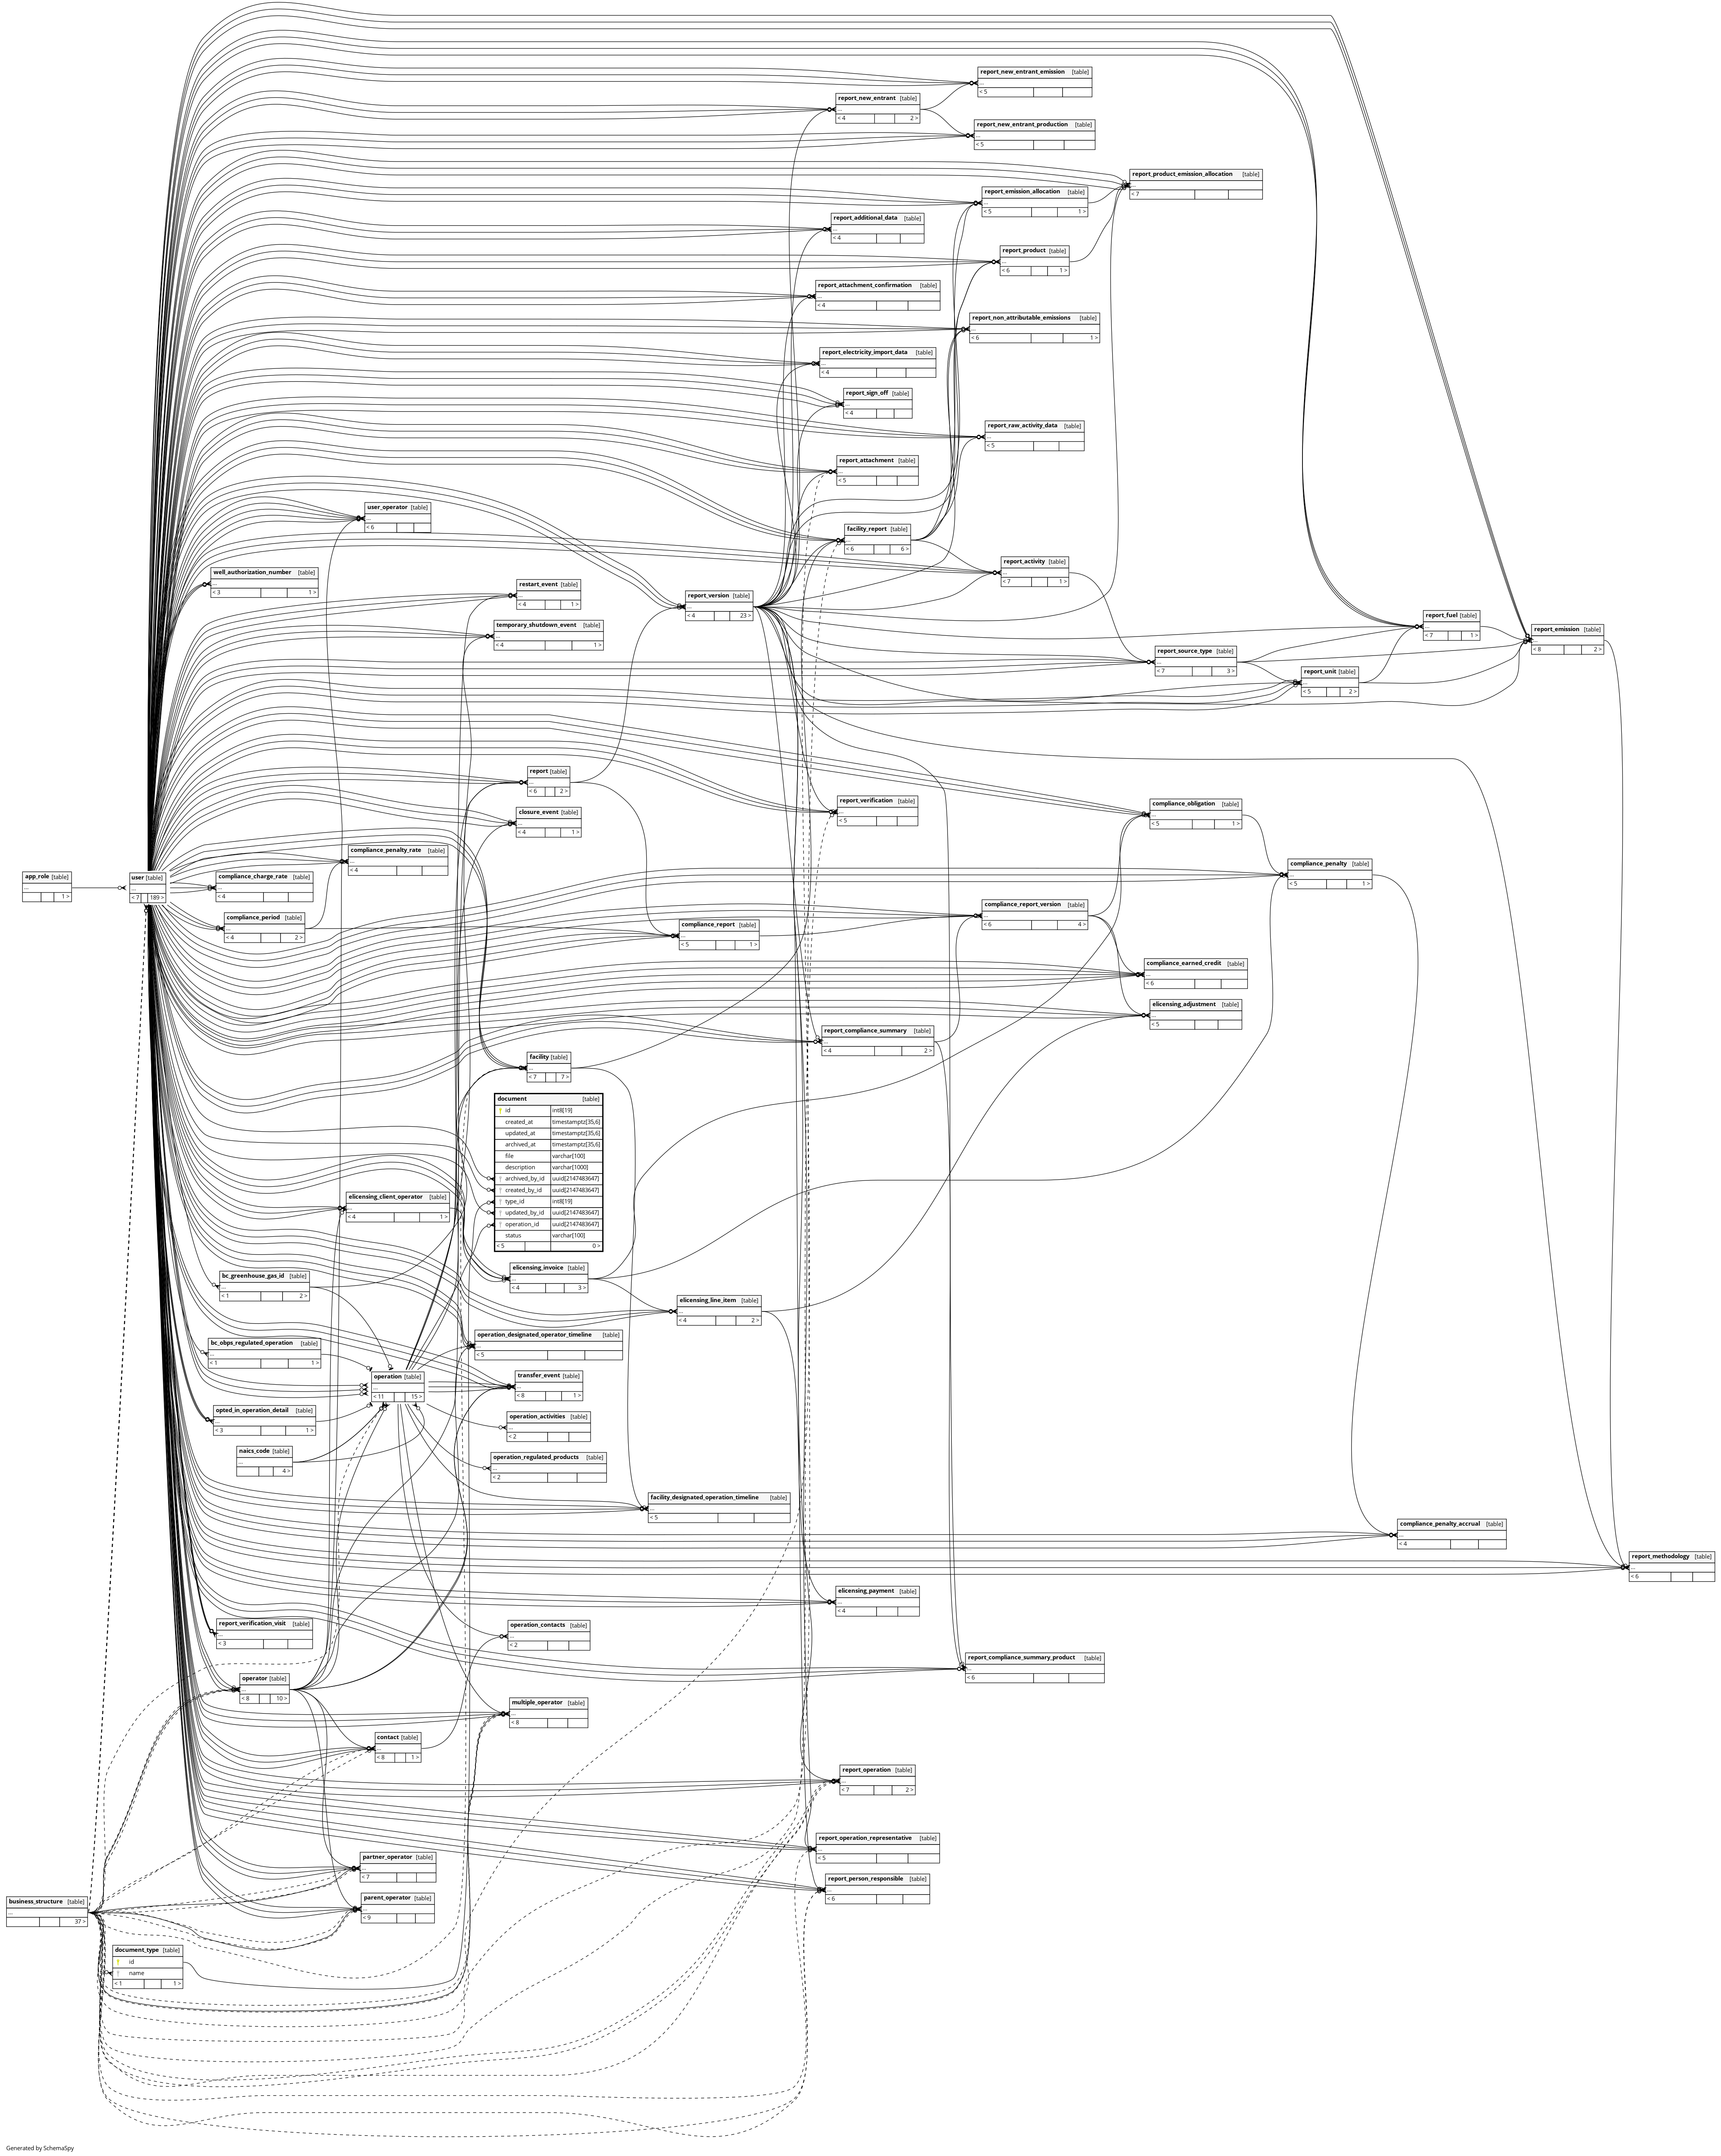 report_new_entrant_emission [table]
...
< 5
report_new_entrant [table]
...
< 4 2 >
report_new_entrant_production [table]
...
< 5
report_product_emission_allocation [table]
...
< 7
report_emission_allocation [table]
...
< 5 1 >
report_additional_data [table]
...
< 4
report_product [table]
...
< 6 1 >
report_attachment_confirmation [table]
...
< 4
report_non_attributable_emissions [table]
...
< 6 1 >
report_electricity_import_data [table]
...
< 4
report_sign_off [table]
...
< 4
report_raw_activity_data [table]
...
< 5
report_attachment [table]
...
< 5
user_operator [table]
...
< 6
facility_report [table]
...
< 6 6 >
report_activity [table]
...
< 7 1 >
well_authorization_number [table]
...
< 3 1 >
restart_event [table]
...
< 4 1 >
report_version [table]
...
< 4 23 >
temporary_shutdown_event [table]
...
< 4 1 >
report_fuel [table]
...
< 7 1 >
report_emission [table]
...
< 8 2 >
report_source_type [table]
...
< 7 3 >
report_unit [table]
...
< 5 2 >
report [table]
...
< 6 2 >
report_verification [table]
...
< 5
compliance_obligation [table]
...
< 5 1 >
closure_event [table]
...
< 4 1 >
compliance_penalty_rate [table]
...
< 4
compliance_penalty [table]
...
< 5 1 >
app_role [table]
...
1 >
user [table]
...
< 7 189 >
compliance_charge_rate [table]
...
< 4
compliance_report_version [table]
...
< 6 4 >
compliance_period [table]
...
< 4 2 >
compliance_report [table]
...
< 5 1 >
compliance_earned_credit [table]
...
< 6
elicensing_adjustment [table]
...
< 5
report_compliance_summary [table]
...
< 4 2 >
facility [table]
...
< 7 7 >
document [table]
id int8[19]
created_at timestamptz[35,6]
updated_at timestamptz[35,6]
archived_at timestamptz[35,6]
file varchar[100]
description varchar[1000]
archived_by_id uuid[2147483647]
created_by_id uuid[2147483647]
type_id int8[19]
updated_by_id uuid[2147483647]
operation_id uuid[2147483647]
status varchar[100]
< 5 0 >
elicensing_client_operator [table]
...
< 4 1 >
elicensing_invoice [table]
...
< 4 3 >
bc_greenhouse_gas_id [table]
...
< 1 2 >
elicensing_line_item [table]
...
< 4 2 >
operation_designated_operator_timeline [table]
...
< 5
bc_obps_regulated_operation [table]
...
< 1 1 >
operation [table]
...
< 11 15 >
transfer_event [table]
...
< 8 1 >
opted_in_operation_detail [table]
...
< 3 1 >
operation_activities [table]
...
< 2
naics_code [table]
...
4 >
operation_regulated_products [table]
...
< 2
facility_designated_operation_timeline [table]
...
< 5
compliance_penalty_accrual [table]
...
< 4
report_methodology [table]
...
< 6
elicensing_payment [table]
...
< 4
report_verification_visit [table]
...
< 3
operation_contacts [table]
...
< 2
report_compliance_summary_product [table]
...
< 6
operator [table]
...
< 8 10 >
multiple_operator [table]
...
< 8
contact [table]
...
< 8 1 >
report_operation [table]
...
< 7 2 >
report_operation_representative [table]
...
< 5
partner_operator [table]
...
< 7
report_person_responsible [table]
...
< 6
parent_operator [table]
...
< 9
business_structure [table]
...
37 >
document_type [table]
id
name
< 1 1 >
Generated by SchemaSpy